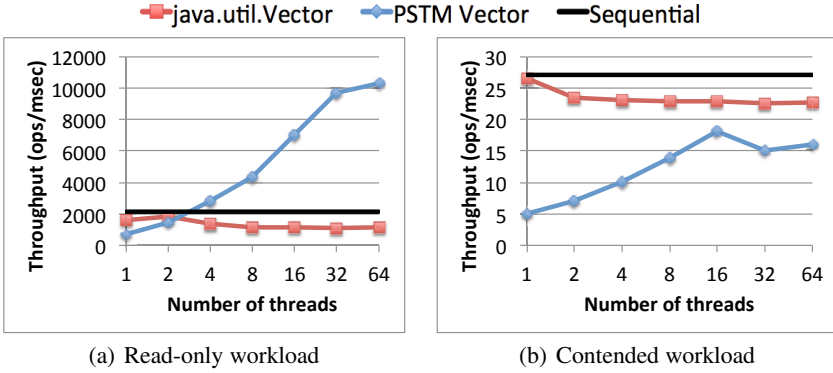 java.util.Vector PSTM Vector Sequential
Throughput (ops/msec)
12000
10000
8000
6000
4000
2000
0
1 2 4 8 16 32 64
Number of threads
(a) Read-only workload
Throughput (ops/msec)
30
25
20
15
10
5
0
1 2 4 8 16 32 64
Number of threads
(b) Contended workload